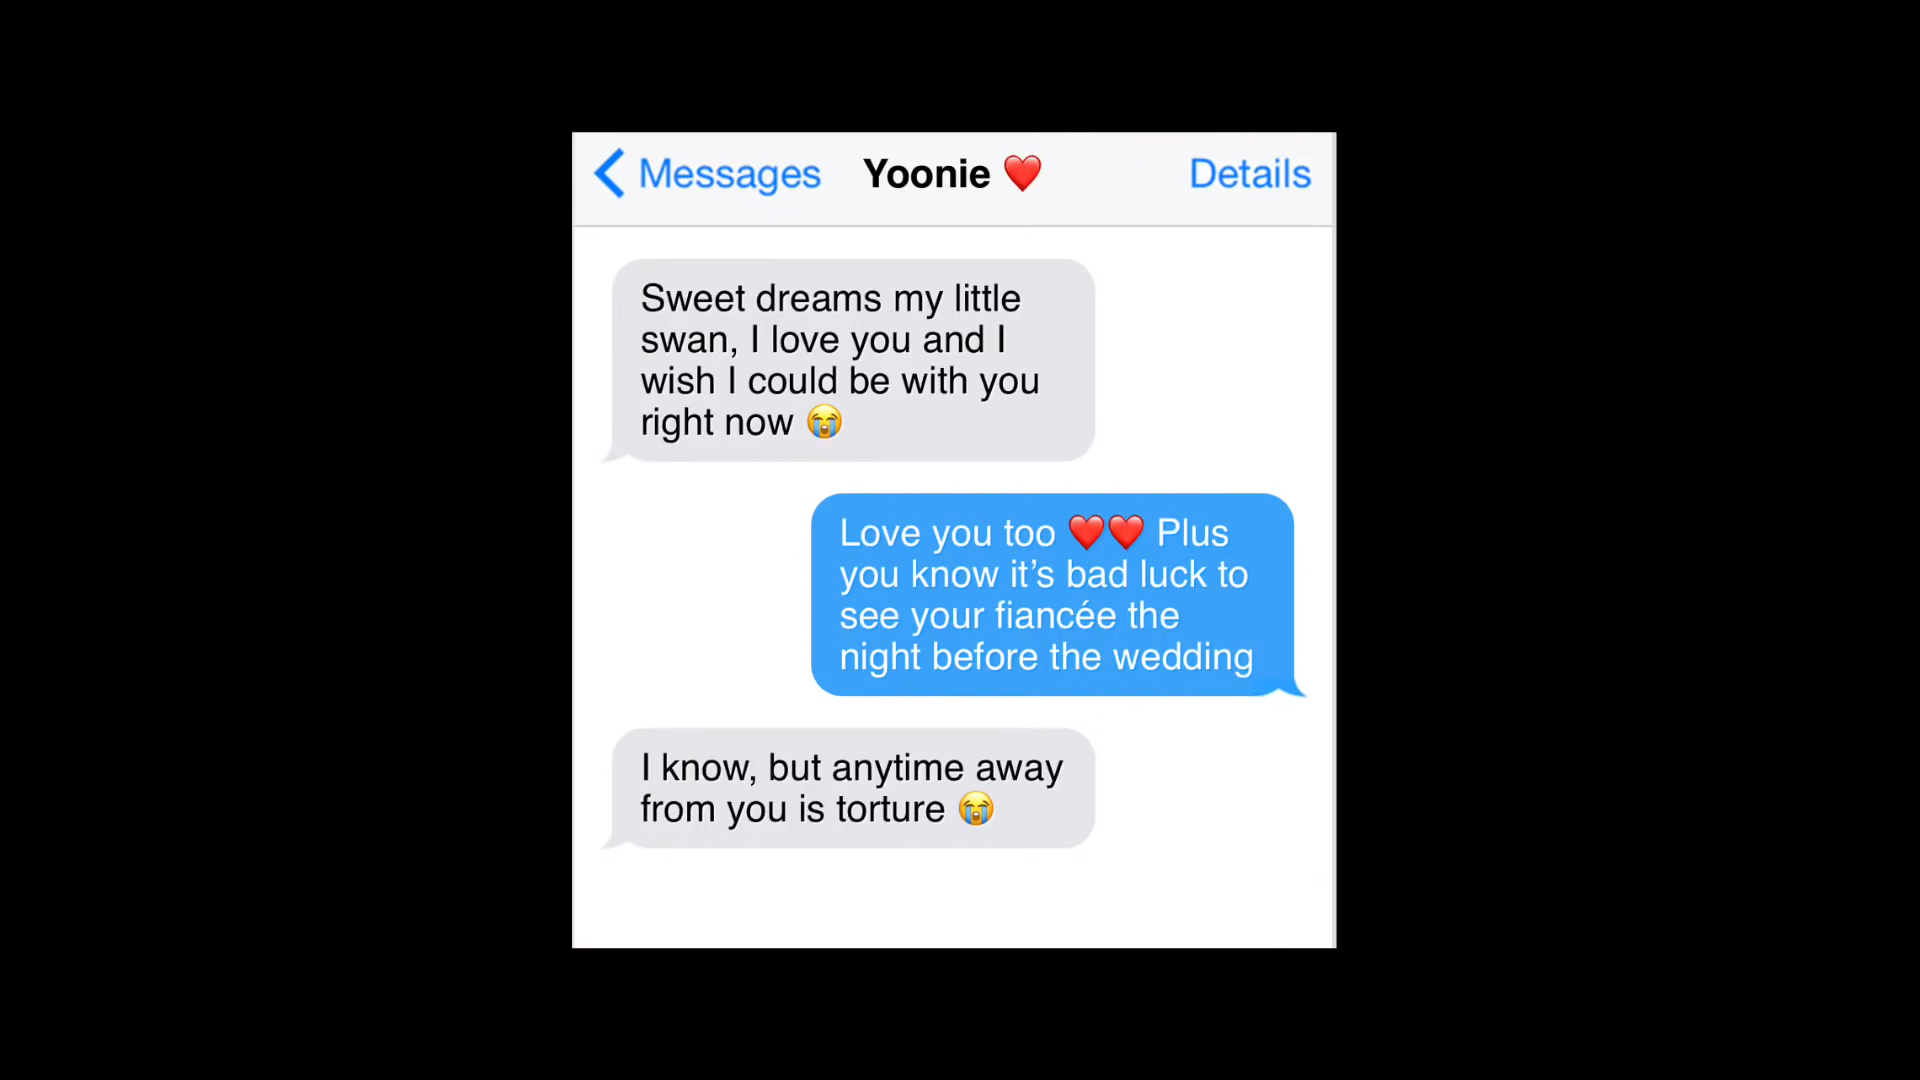 Messages Yoonie ❤️ Details
Sweet dreams my little
swan, I love you and I
wish I could be with you
right now 😭
Love you too ❤️❤️ Plus
you know it’s bad luck to
see your fiancée the
night before the wedding
I know, but anytime away
from you is torture 😭